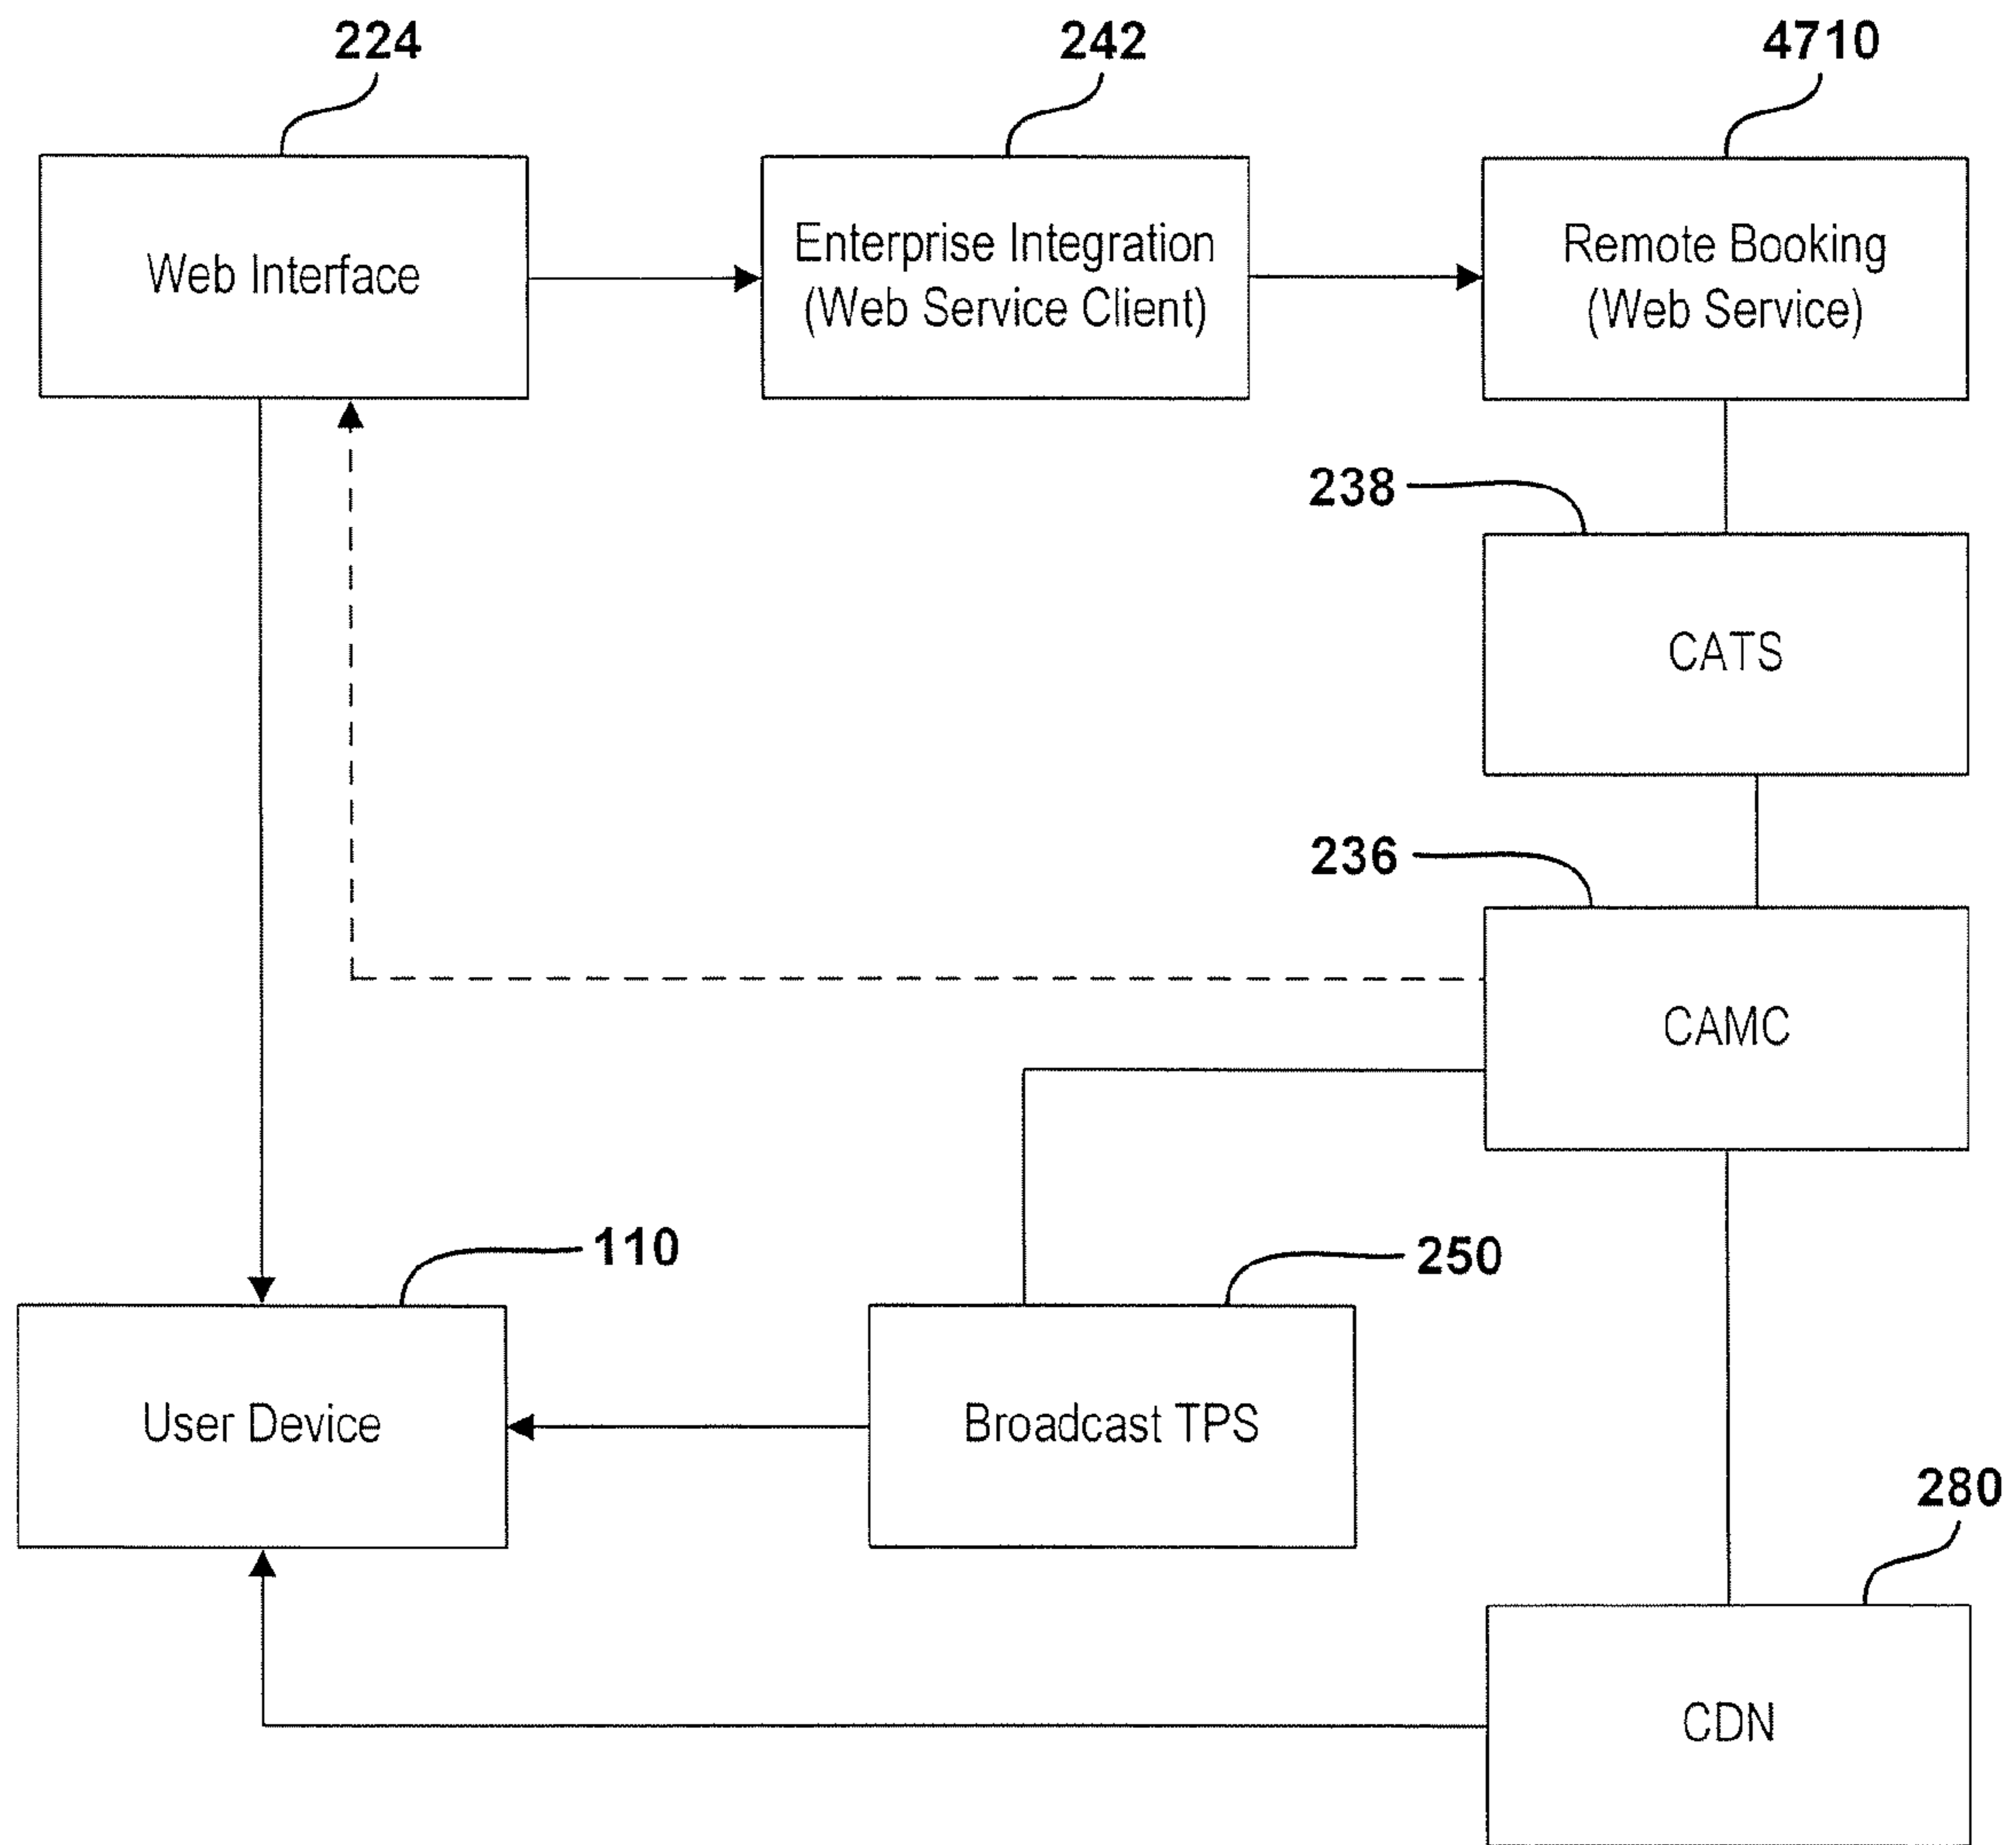 224
242
4710
Web Interface
Enterprise Integration
(Web Service Client)
Remote Booking
(Web Service)
238
CATS
236
CAMC
110
250
User Device
Broadcast TPS
280
CDN